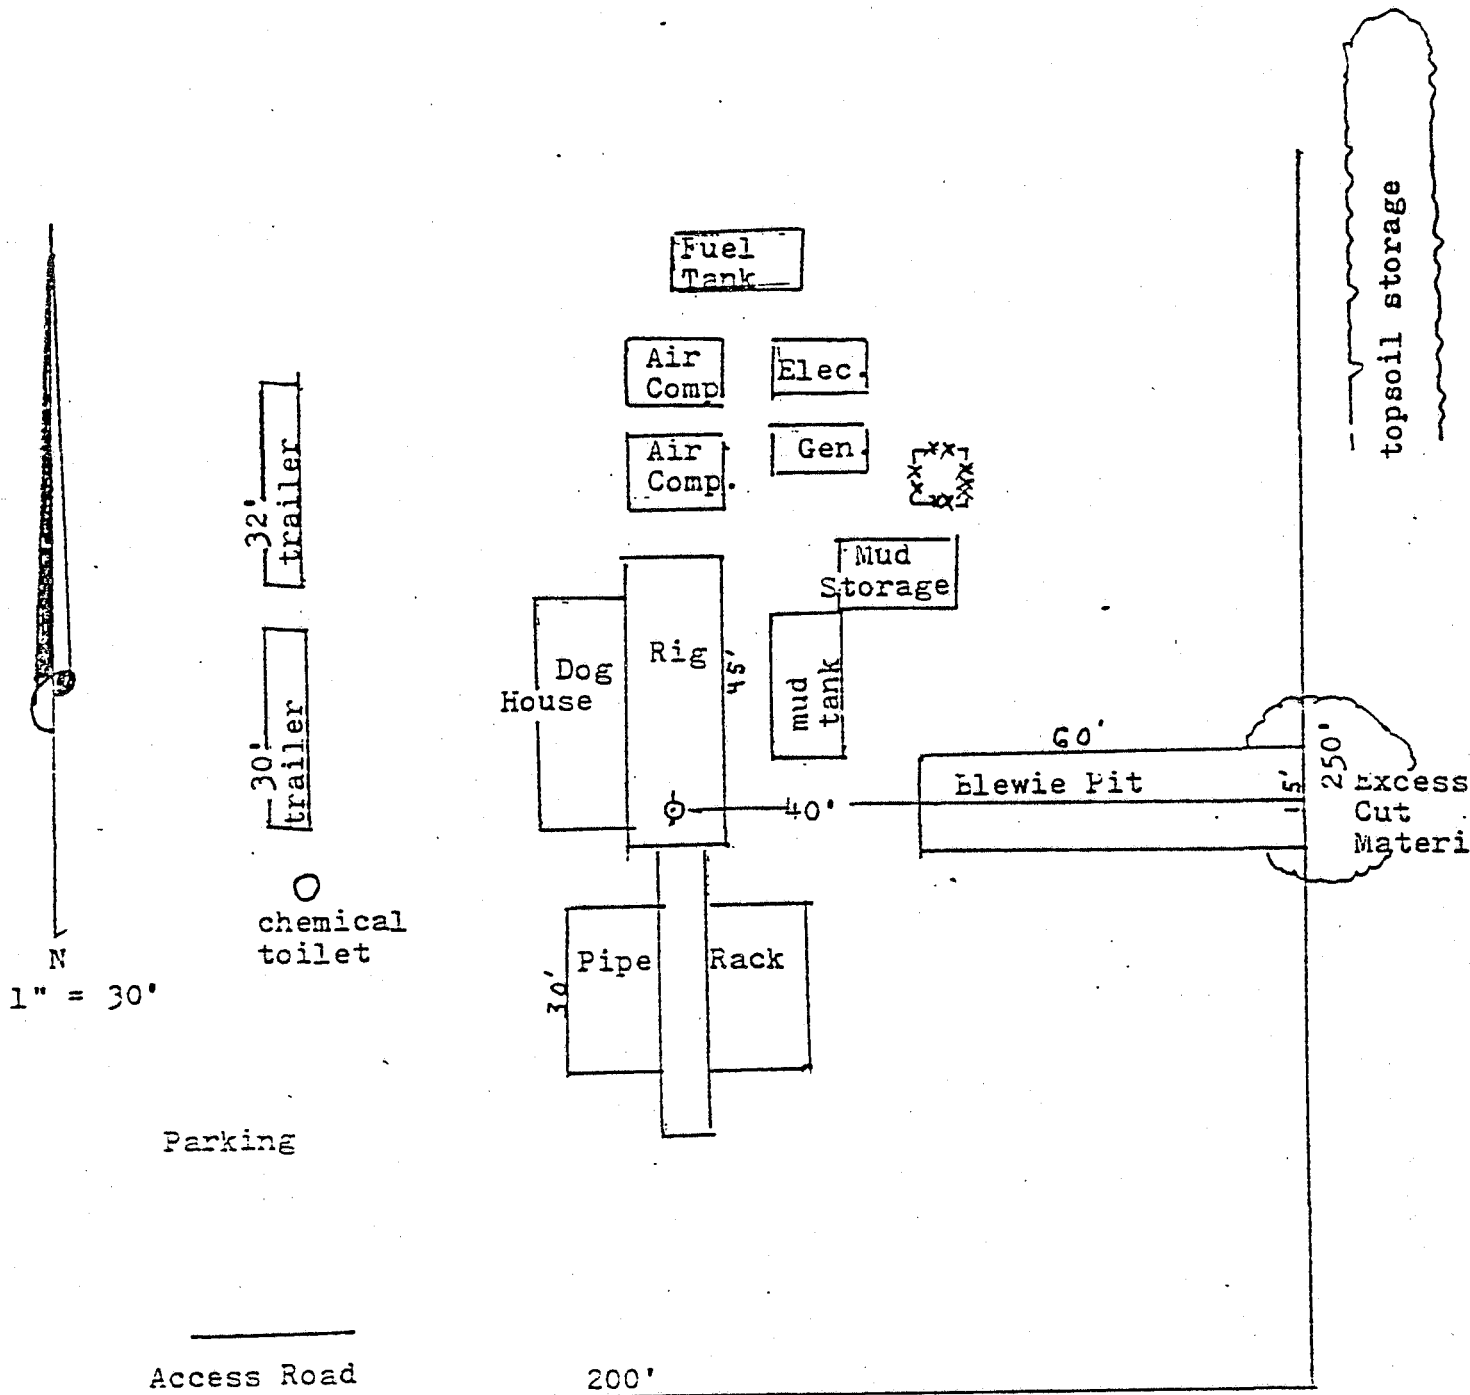 topsoil storage
Fuel
Tank
Air
Comp
Elec.
Air
Comp.
Gen.
32'
trailer
Mud
Storage
Dog
House
Rig
45'
mud
tank
30'
trailer
60'
Blewie Pit
15'
250'
Excess
Cut
Materi
40'
chemical
toilet
N
1" = 30'
Pipe Rack
30'
Parking
Access Road
200'